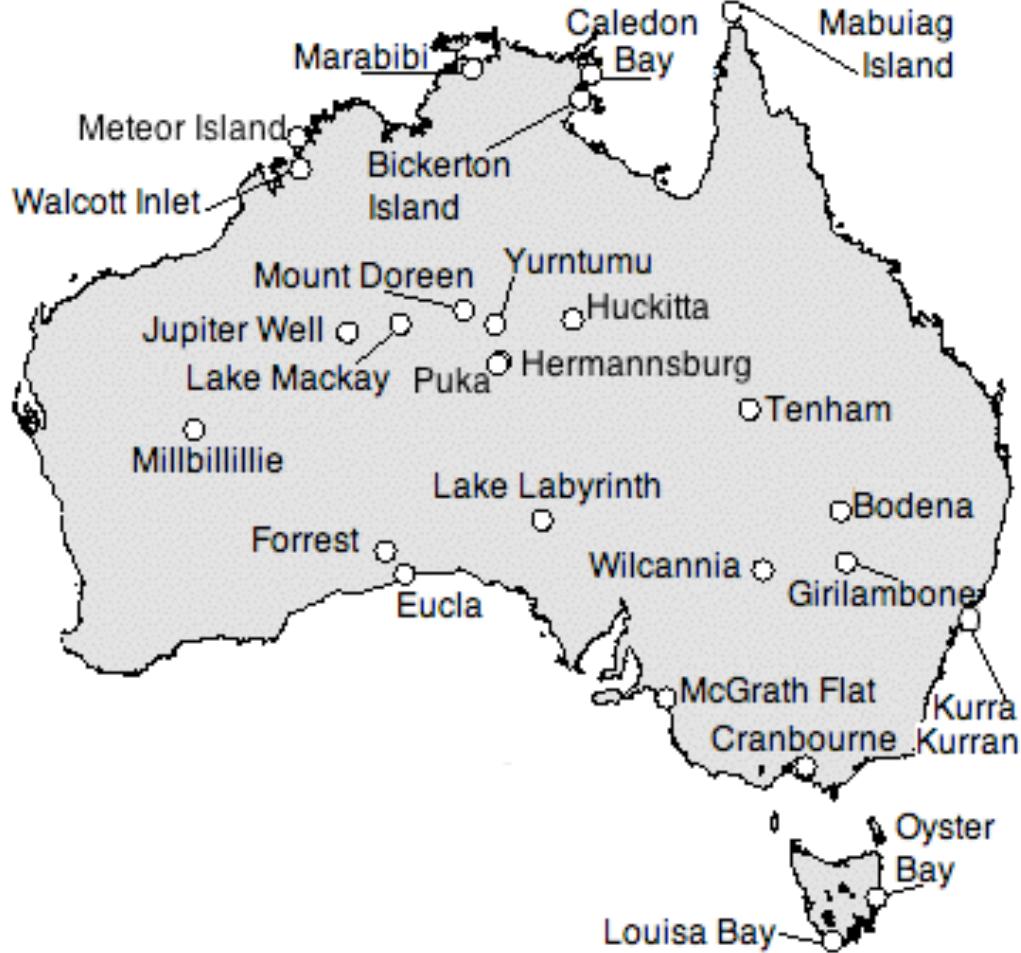 Caledon
Bay
Mabuiag
Island
Marabibi
Meteor Island
Bickerton
Island
Walcott Inlet
Mount Doreen
Yurntumu
Huckitta
Jupiter Well
Lake Mackay
Puka
Hermannsburg
Tenham
Millbillillie
Lake Labyrinth
Bodena
Forrest
Wilcannia
Girilambone
Eucla
McGrath Flat
Kurra
Kurran
Cranbourne
Oyster
Bay
Louisa Bay